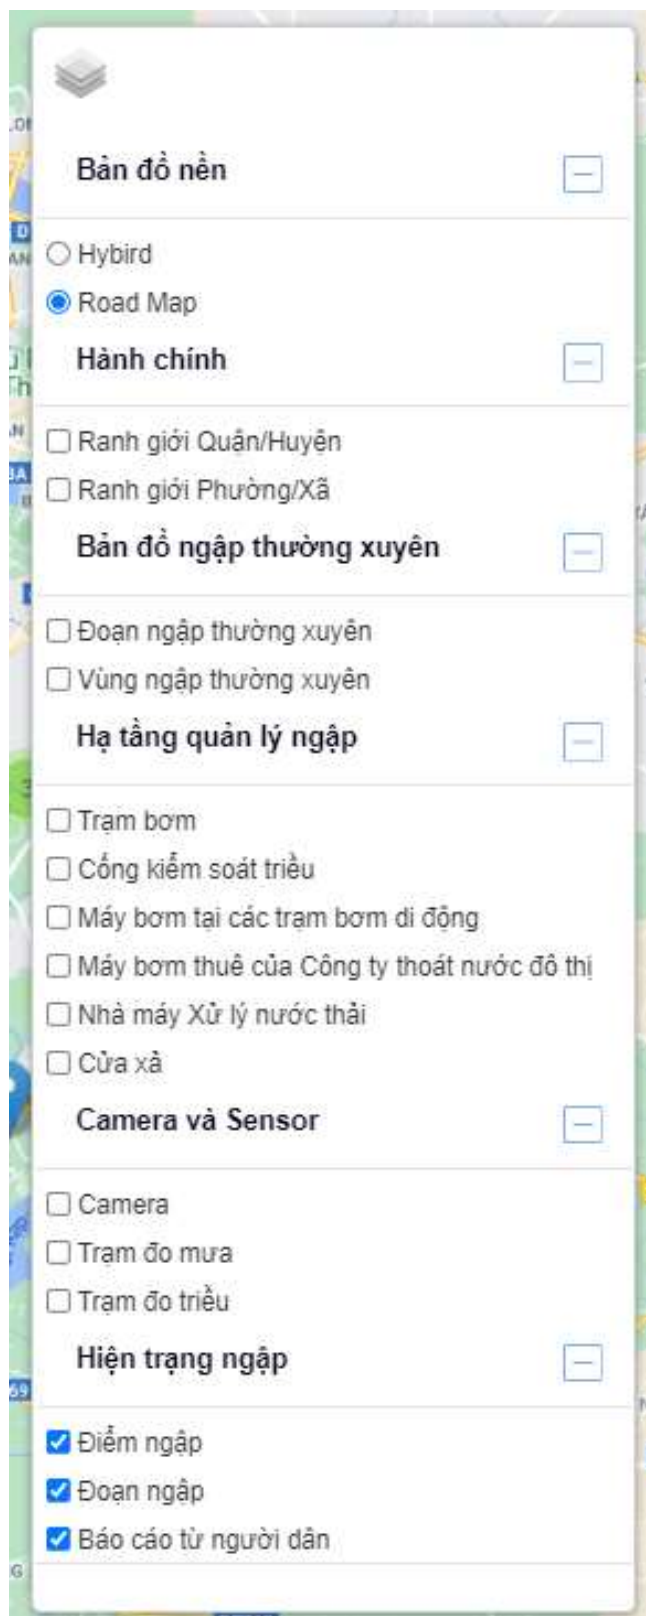 Bản đồ nền
Hybird
Road Map
Hành chính
Ranh giới Quận/Huyện
Ranh giới Phường/Xã
Bản đồ ngập thường xuyên
Đoạn ngập thường xuyên
Vùng ngập thường xuyên
Hạ tầng quản lý ngập
Trạm bơm
Cống kiểm soát triều
Máy bơm tại các trạm bơm di động
Máy bơm thuê của Công ty thoát nước đô thị
Nhà máy Xử lý nước thải
Cửa xả
Camera và Sensor
Camera
Trạm đo mưa
Trạm đo triều
Hiện trạng ngập
Điểm ngập
Đoạn ngập
Báo cáo từ người dân